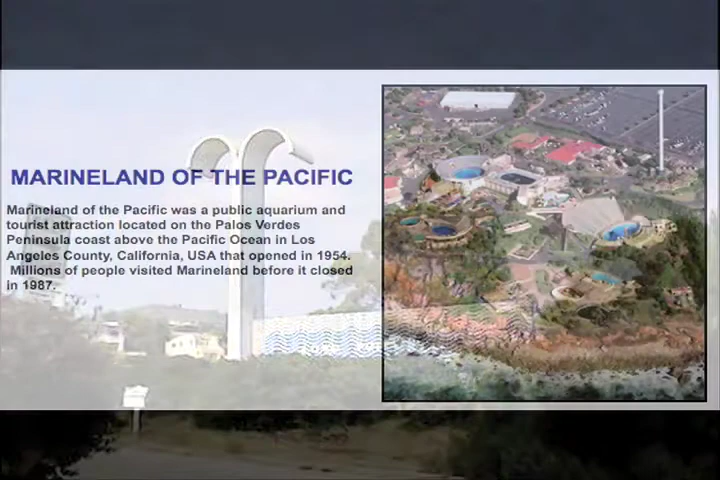 MARINELAND OF THE PACIFIC
Marineland of the Pacific was a public aquarium and
tourist attraction located on the Palos Verdes
Peninsula coast above the Pacific Ocean in Los
Angeles County, California, USA that opened in 1954.
Millions of people visited Marineland before it closed
in 1987.